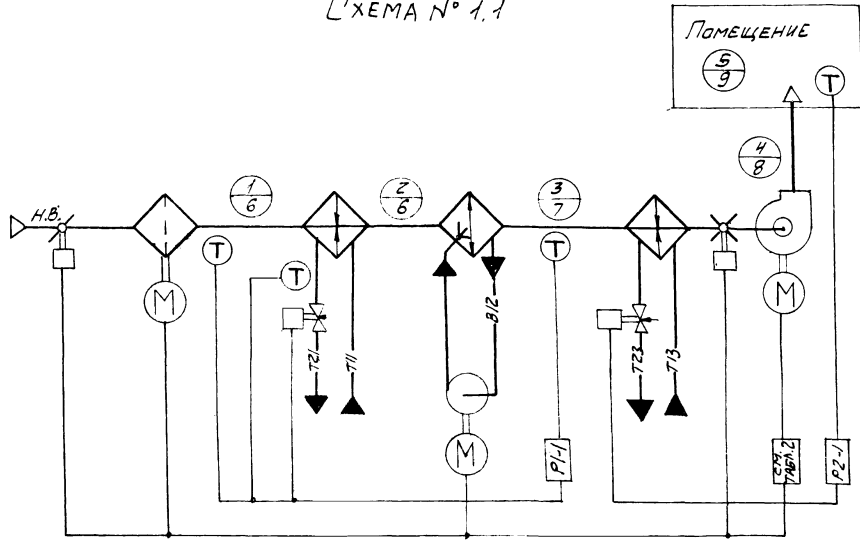 СХЕМА № 1.1
ПОМЕЩЕНИЕ
5
9
Т
4
8
Н.В.
1
6
2
6
3
7
Т
Т
Т
М
М
М
Т21
Т11
В12
Т23
Т13
Р1-1
СМ.
ТАБЛ.2
Р2-1
К